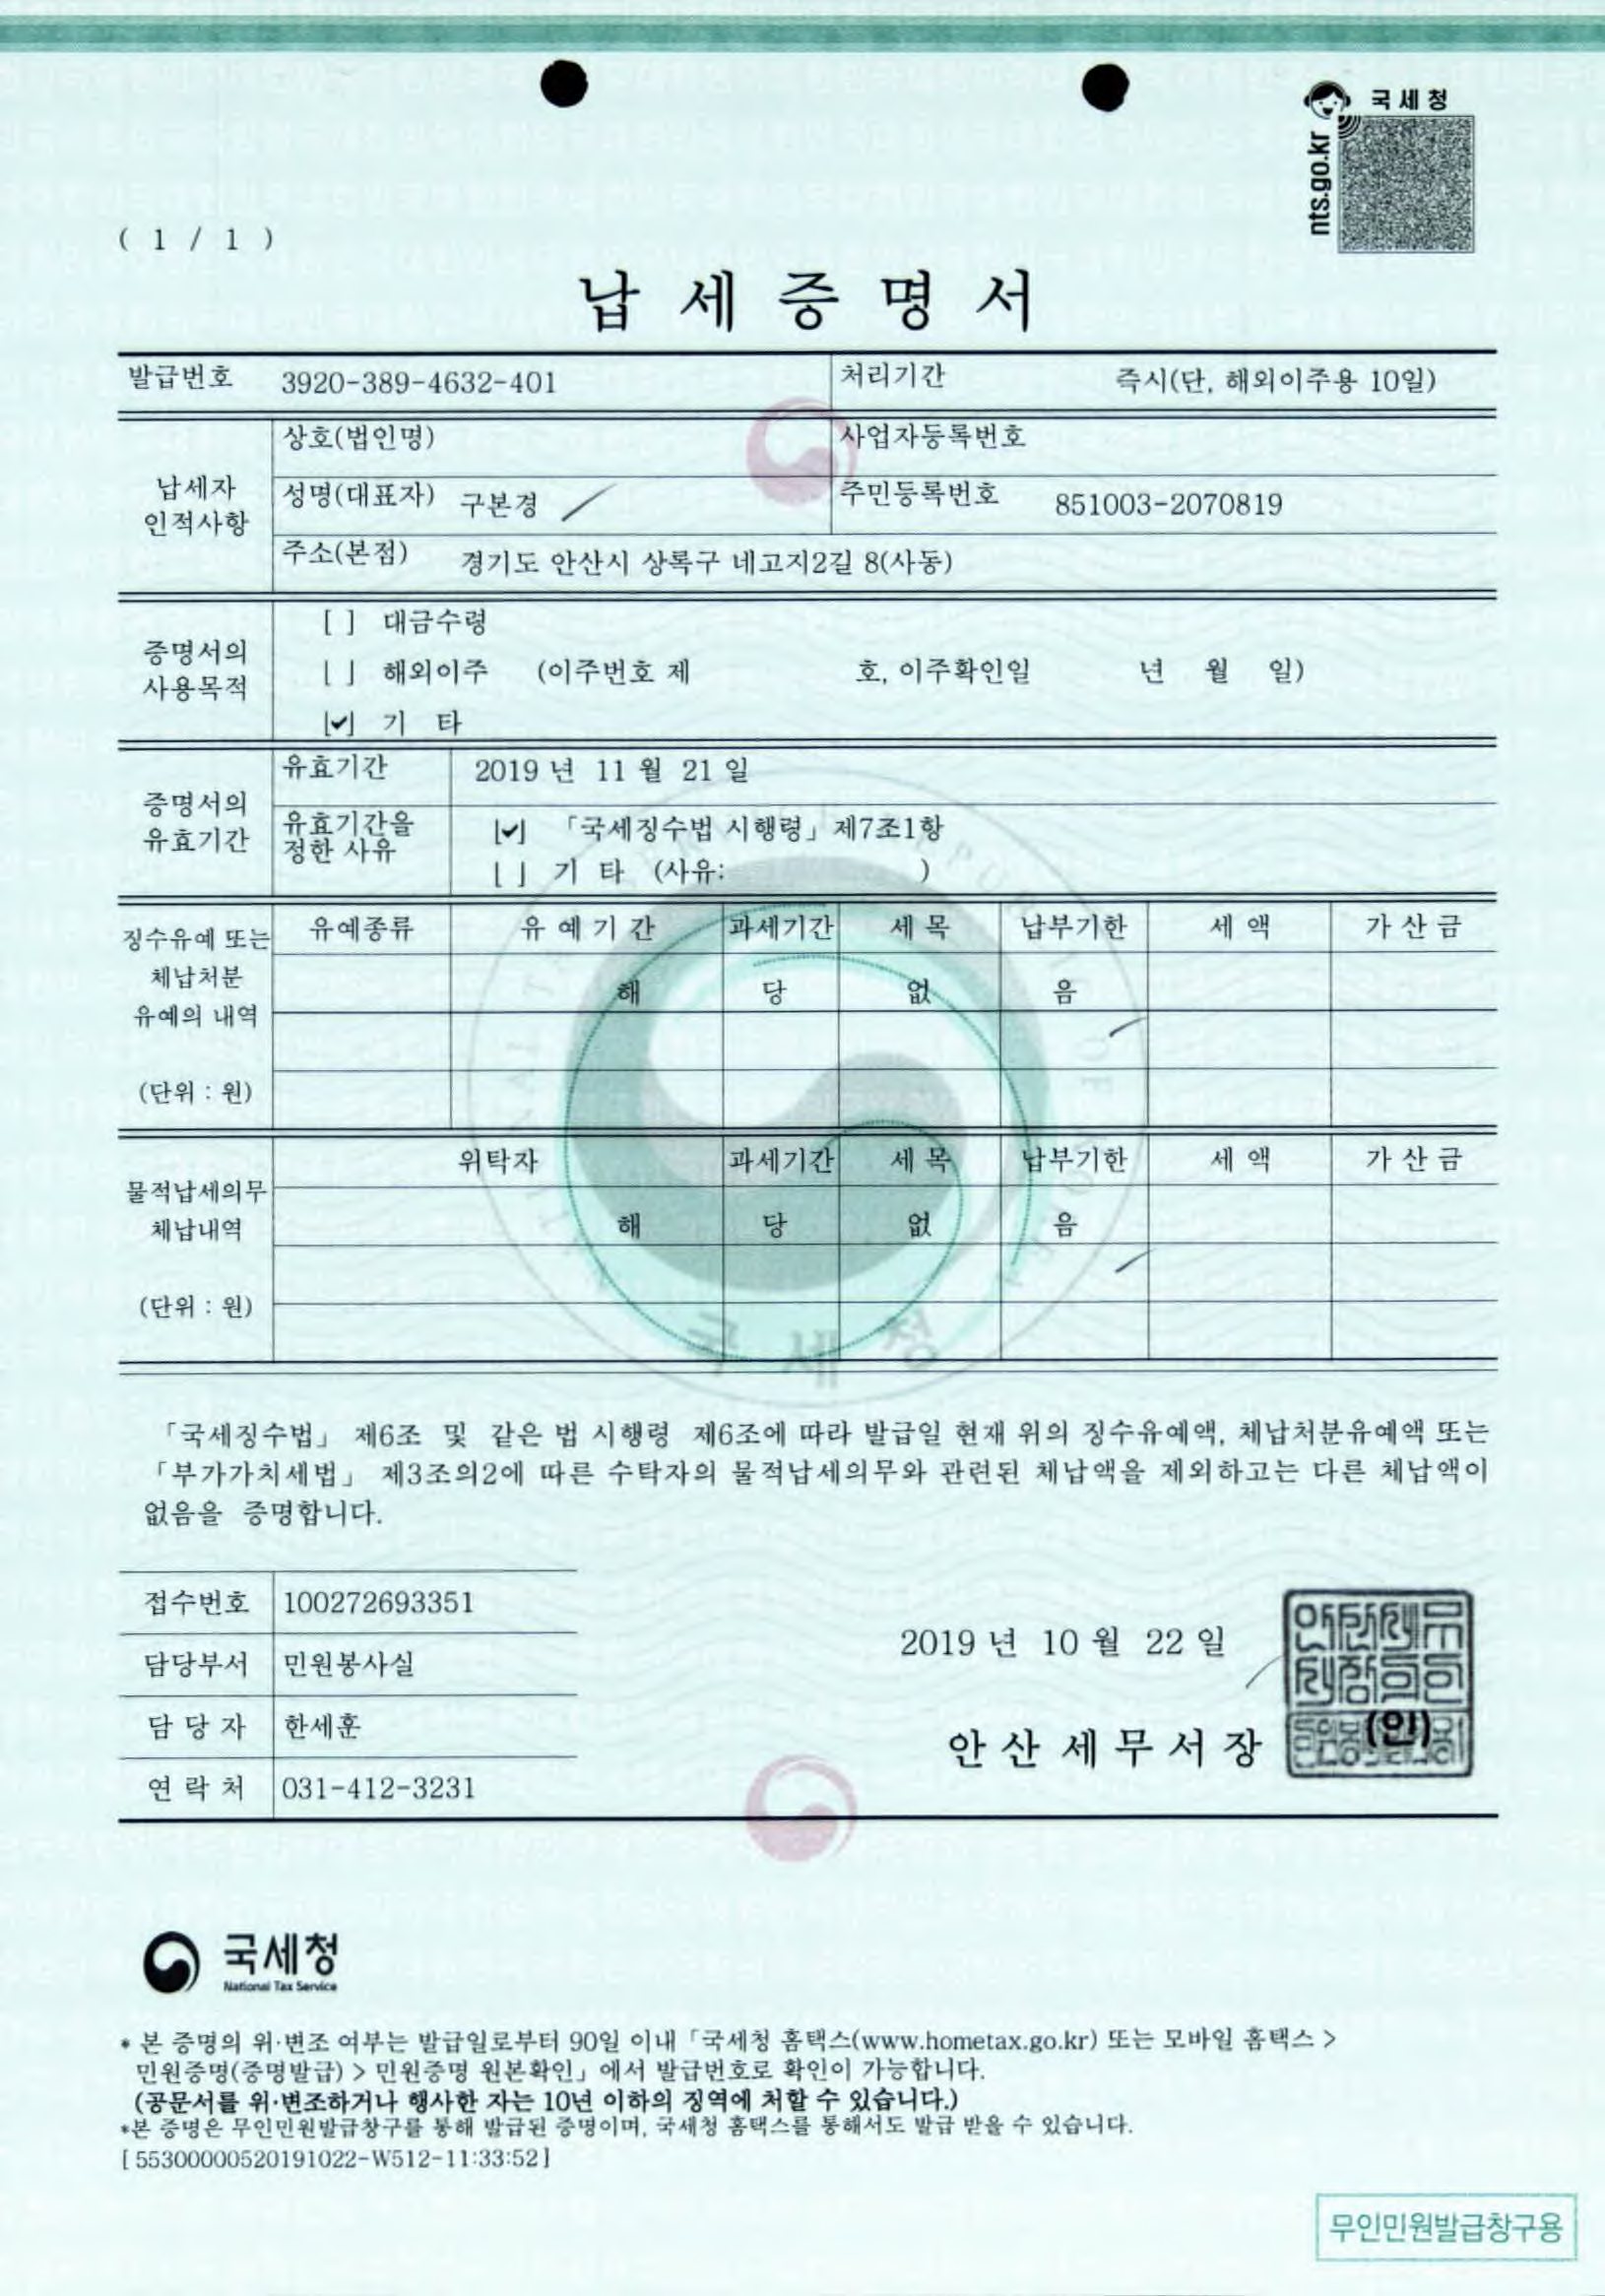 국세청
nts.go.kr
( 1 / 1 )
납 세 증 명 서
발급번호 3920-389-4632-401 처리기간 즉시(단, 해외이주용 10일)
납세자 인적사항
상호(법인명) 사업자등록번호
성명(대표자) 구본경 주민등록번호 851003-2070819
주소(본점) 경기도 안산시 상록구 네고지2길 8(사동)
증명서의 사용목적
[ ] 대금수령
[ ] 해외이주 (이주번호 제 호, 이주확인일 년 월 일)
[✔] 기 타
증명서의 유효기간
유효기간 2019 년 11 월 21 일
유효기간을 정한 사유
[✔] 「국세징수법 시행령」제7조1항
[ ] 기 타 (사유: )
징수유예 또는 체납처분 유예의 내역 (단위 : 원)
유예종류 유 예 기 간 과세기간 세 목 납부기한 세 액 가 산 금
해 당 없 음
물적납세의무 체납내역 (단위 : 원)
위탁자 과세기간 세 목 납부기한 세 액 가 산 금
해 당 없 음
국 세 청
「국세징수법」 제6조 및 같은 법 시행령 제6조에 따라 발급일 현재 위의 징수유예액, 체납처분유예액 또는
「부가가치세법」 제3조의2에 따른 수탁자의 물적납세의무와 관련된 체납액을 제외하고는 다른 체납액이
없음을 증명합니다.
접수번호 100272693351
담당부서 민원봉사실
담 당 자 한세훈
연 락 처 031-412-3231
2019 년 10 월 22 일
안 산 세 무 서 장 (인)
국세청
National Tax Service
* 본 증명의 위·변조 여부는 발급일로부터 90일 이내「국세청 홈택스(www.hometax.go.kr) 또는 모바일 홈택스 >
민원증명(증명발급) > 민원증명 원본확인」에서 발급번호로 확인이 가능합니다.
(공문서를 위·변조하거나 행사한 자는 10년 이하의 징역에 처할 수 있습니다.)
*본 증명은 무인민원발급창구를 통해 발급된 증명이며, 국세청 홈택스를 통해서도 발급 받을 수 있습니다.
[ 55300000520191022-W512-11:33:52 ]
무인민원발급창구용